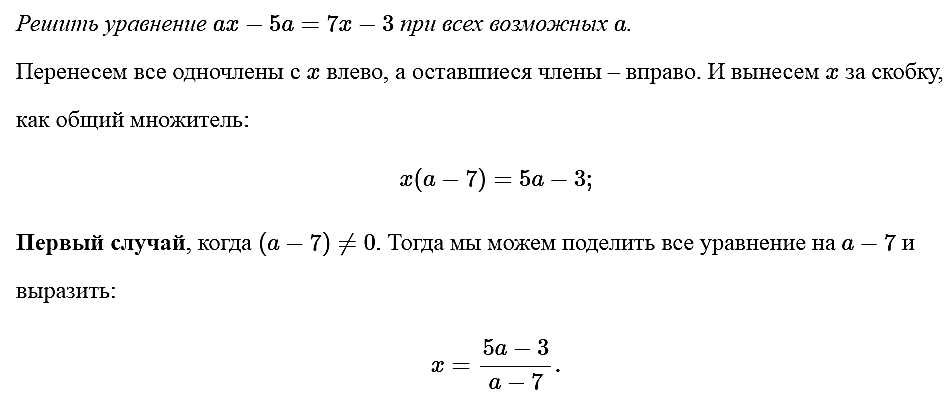 Решить уравнение ax − 5a = 7x − 3 при всех возможных a.
Перенесем все одночлены с x влево, а оставшиеся члены – вправо. И вынесем x за скобку,
как общий множитель:
x(a − 7) = 5a − 3;
Первый случай, когда (a − 7) ≠ 0. Тогда мы можем поделить все уравнение на a − 7 и
выразить:
x = \frac{5a − 3}{a − 7}.